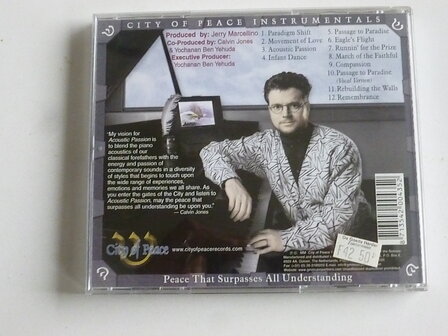 CITY OF PEACE INSTRUMENTALS
Produced by: Jerry Marcellino
Co-Produced by: Calvin Jones
& Yochanan Ben Yehuda
Executive Producer:
Yochanan Ben Yehuda
1. Paradigm Shift
2. Movement of Love
3. Acoustic Passion
4. Infant Dance
5. Passage to Paradise
6. Eagle's Flight
7. Runnin' for the Prize
8. March of the Faithful
9. Compassion
10. Passage to Paradise
(Vocal Version)
11. Rebuilding the Walls
12. Remembrance
"My vision for
Acoustic Passion is
to blend the piano
acoustics of our
classical forefathers with the
energy and passion of
contemporary sounds in a diversity
of styles that begins to touch upon
the wide range of experiences,
emotions and memories we all share. As
you enter the gates of the City and listen to
Acoustic Passion, may the peace that
surpasses all understanding be upon you."
— Calvin Jones
City of Peace
www.cityofpeacerecords.com
Peace That Surpasses All Understanding